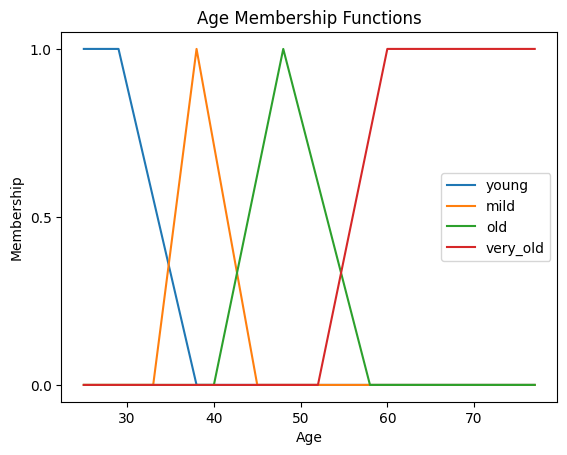 Age Membership Functions
1.0
0.5
0.0
Membership
30 40 50 60 70
Age
young
mild
old
very_old